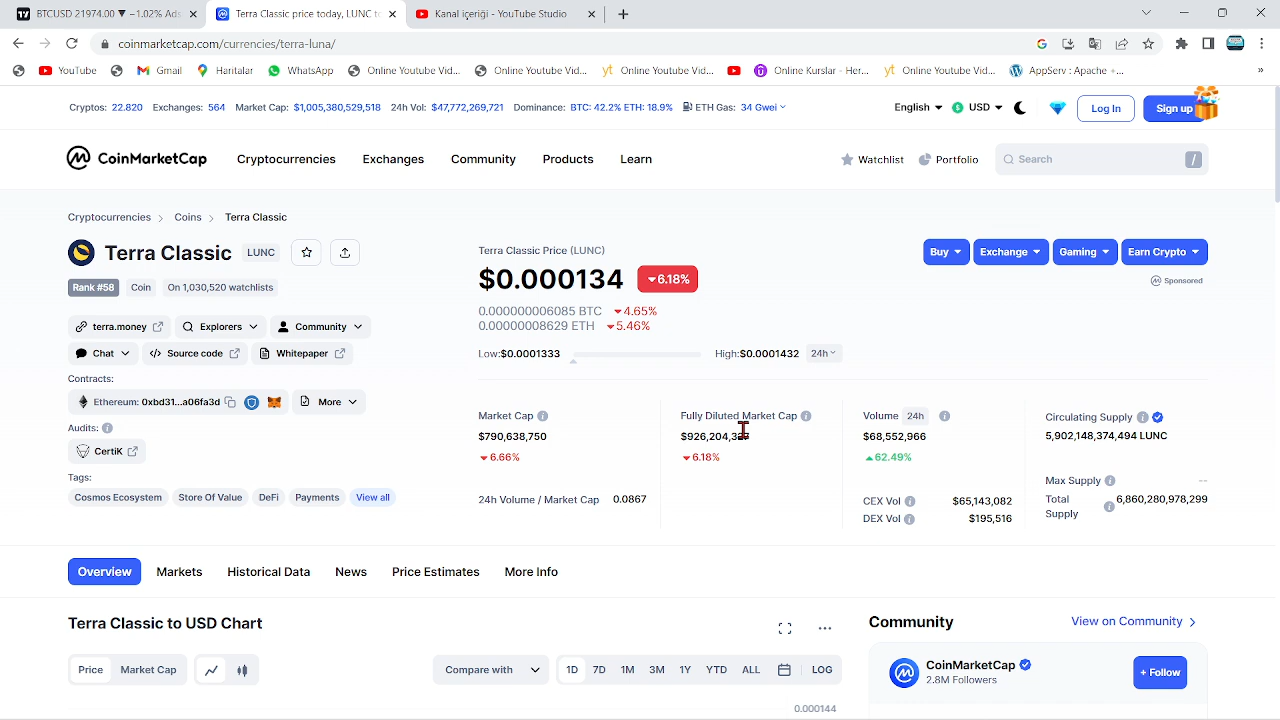 BTCUSD 21974.00 ▼ −1.02% Ads
Terra Classic price today, LUNC to
Kanal içeriği - YouTube Studio
coinmarketcap.com/currencies/terra-luna/
YouTube
Gmail
Haritalar
WhatsApp
Online Youtube Vid...
Online Youtube Vid...
Online Youtube Vid...
Online Kurslar - Her...
Online Youtube Vid...
AppServ : Apache +...
»
Cryptos: 22.820 Exchanges: 564 Market Cap: $1,005,380,529,518 24h Vol: $47,772,269,721 Dominance: BTC: 42.2% ETH: 18.9% ETH Gas: 34 Gwei
English
USD
Log In
Sign up
CoinMarketCap
Cryptocurrencies
Exchanges
Community
Products
Learn
Watchlist
Portfolio
Search
/
Cryptocurrencies > Coins > Terra Classic
Terra Classic LUNC
Rank #58
Coin
On 1,030,520 watchlists
terra.money
Explorers
Community
Chat
Source code
Whitepaper
Contracts:
Ethereum: 0xbd31...a06fa3d
More
Audits:
CertiK
Tags:
Cosmos Ecosystem
Store Of Value
DeFi
Payments
View all
Terra Classic Price (LUNC)
$0.000134 ▼6.18%
0.000000006085 BTC ▼4.65%
0.00000008629 ETH ▼5.46%
Low:$0.0001333
High:$0.0001432
24h
Buy
Exchange
Gaming
Earn Crypto
Sponsored
Market Cap
$790,638,750
▼6.66%
24h Volume / Market Cap 0.0867
Fully Diluted Market Cap
▼6.18%
Volume 24h
$68,552,966
▲62.49%
CEX Vol $65,143,082
DEX Vol $195,516
Circulating Supply
5,902,148,374,494 LUNC
Max Supply --
Total Supply 6,860,280,978,299
Overview
Markets
Historical Data
News
Price Estimates
More Info
Terra Classic to USD Chart
...
Price
Market Cap
Compare with
1D
7D
1M
3M
1Y
YTD
ALL
LOG
0.000144
Community
View on Community >
CoinMarketCap
2.8M Followers
+ Follow